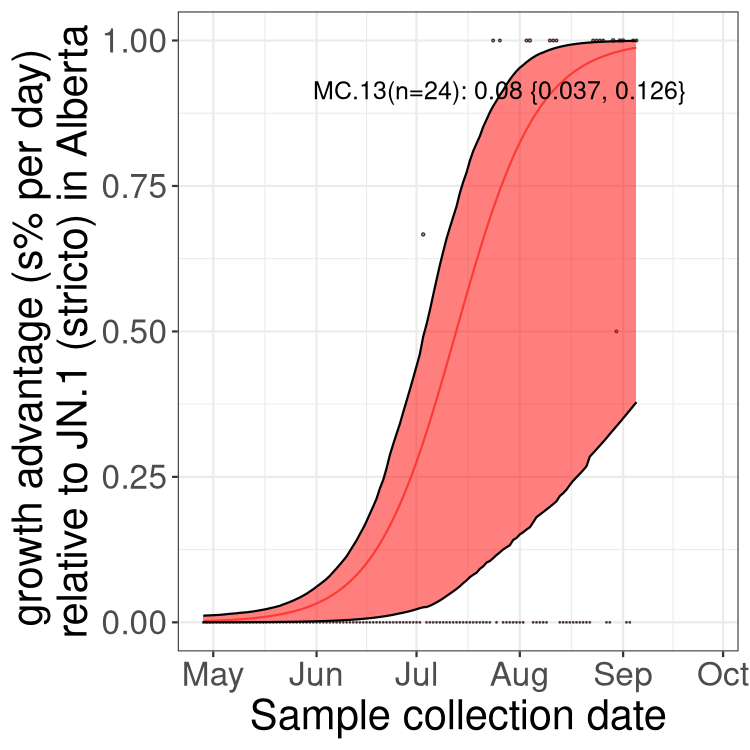 growth advantage (s% per day)
relative to JN.1 (stricto) in Alberta
1.00
0.75
0.50
0.25
0.00
MC.13(n=24): 0.08 {0.037, 0.126}
May Jun Jul Aug Sep Oct
Sample collection date